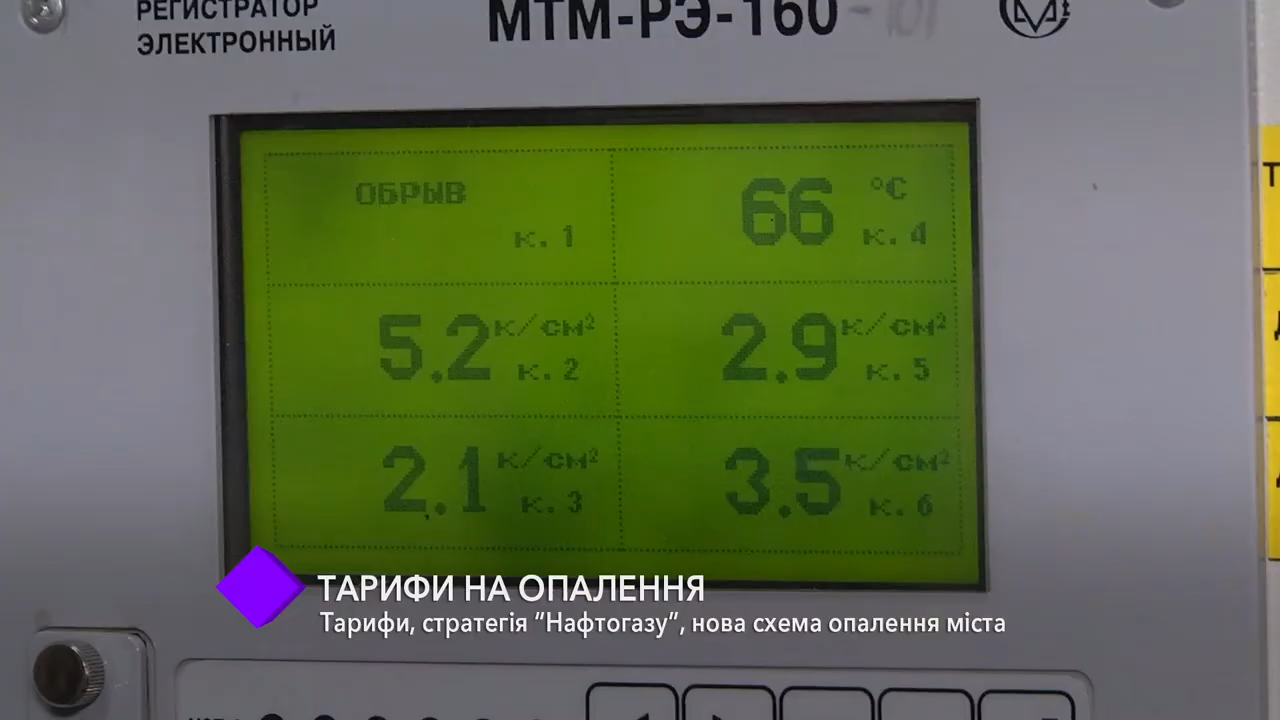 РЕГИСТРАТОР
ЭЛЕКТРОННЫЙ
МТМ-РЭ-160
-101
ОБРЫВ
к. 1
66 °C
к. 4
5.2 к/см²
к. 2
2.9 к/см²
к. 5
2.1 к/см²
к. 3
3.5 к/см²
к. 6
ТАРИФИ НА ОПАЛЕННЯ
Тарифи, стратегія "Нафтогазу", нова схема опалення міста